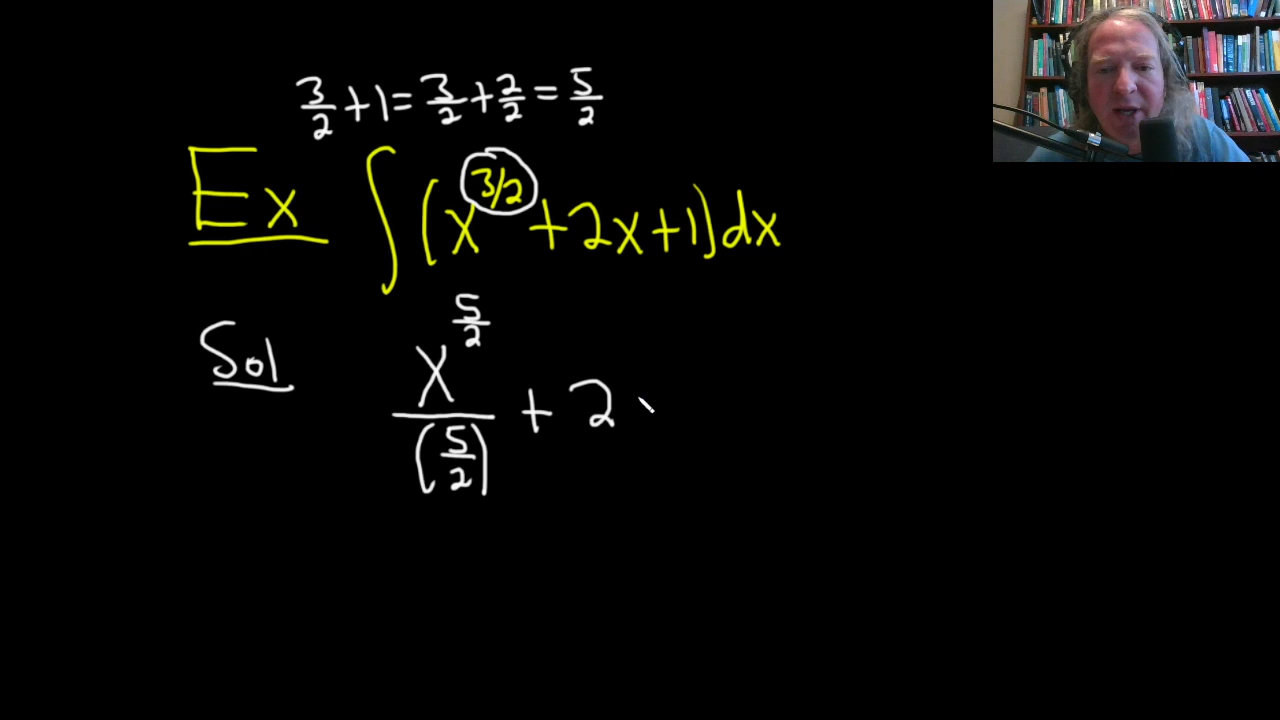 3/2 + 1 = 3/2 + 2/2 = 5/2
Ex ∫ (x^{3/2} + 2x + 1) dx
Sol x^{5/2} / (5/2) + 2